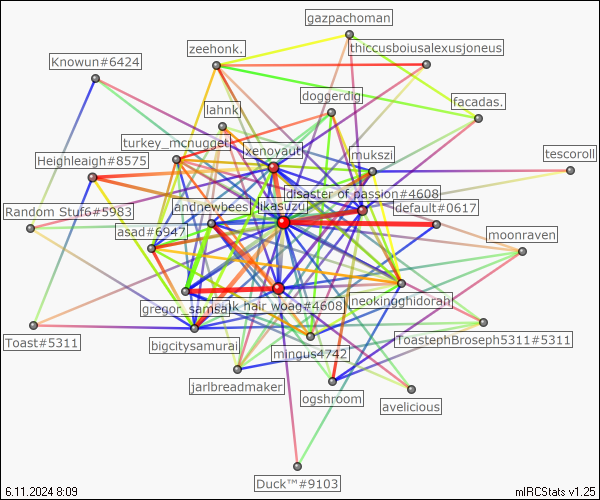 gazpachoman
zeehonk.
thiccusboiusalexusjoneus
Knowun#6424
doggerdig
facadas.
lahnk
turkey_mcnugget
xenoyaut
mukszi
tescoroll
Heighleaigh#8575
disaster of passion#4608
andnewbees
likasuzu
default#0617
Random Stuf6#5983
asad#6947
moonraven
gregor_samsa
hair woag#4608
neokingghidorah
Toast#5311
bigcitysamurai
mingus4742
ToastephBroseph5311#5311
jarlbreadmaker
ogshroom
avelicious
Duck™#9103
6.11.2024 8:09
mIRCStats v1.25